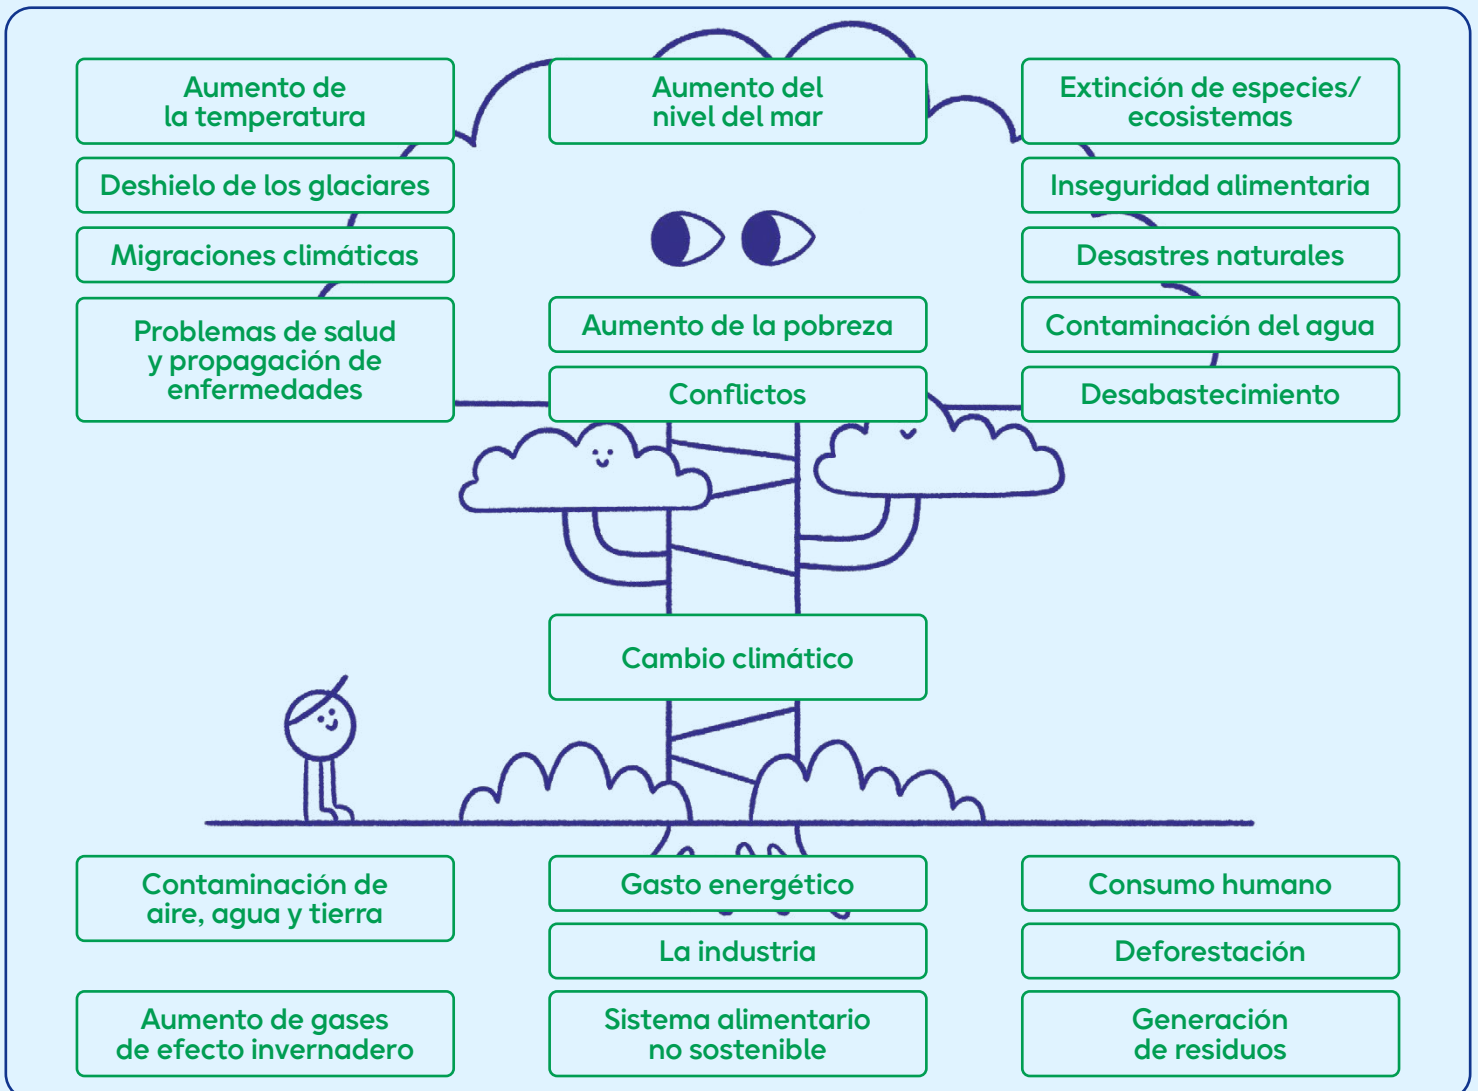 Aumento de
la temperatura
Aumento del
nivel del mar
Extinción de especies/
ecosistemas
Deshielo de los glaciares
Inseguridad alimentaria
Migraciones climáticas
Desastres naturales
Problemas de salud
y propagación de
enfermedades
Aumento de la pobreza
Contaminación del agua
Conflictos
Desabastecimiento
Cambio climático
Contaminación de
aire, agua y tierra
Gasto energético
Consumo humano
La industria
Deforestación
Aumento de gases
de efecto invernadero
Sistema alimentario
no sostenible
Generación
de residuos